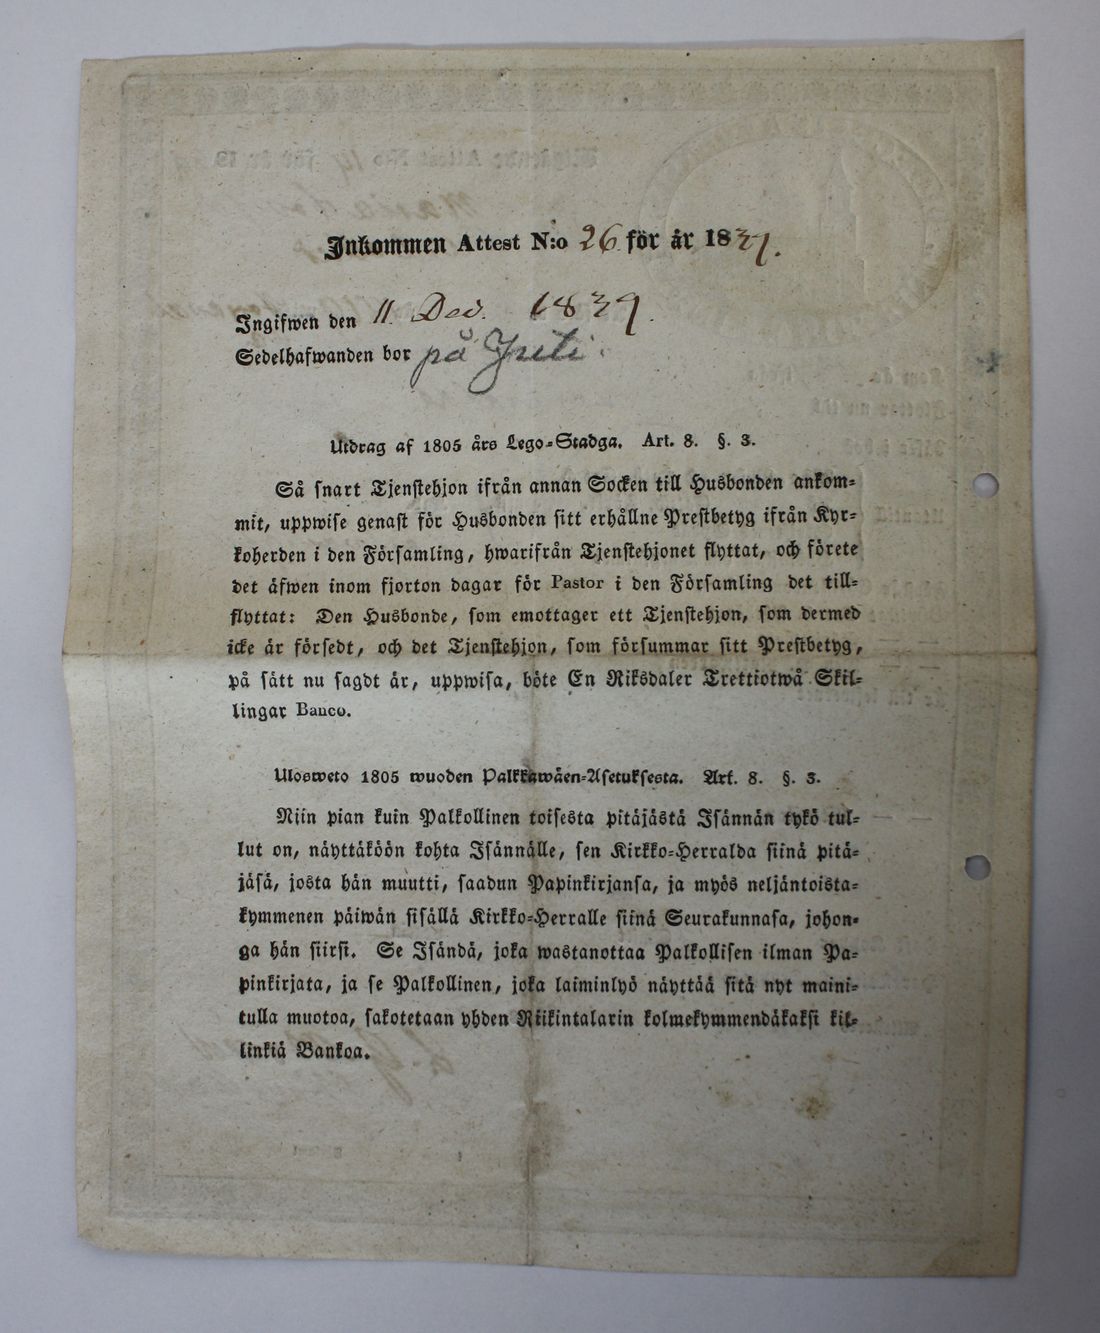 Inkommen Attest N:o 26 för år 1839.
Ingifwen den 11. Dec. 1839.
Sedelhafwanden bor på
Utdrag af 1805 års Lego-Stadga. Art. 8. §. 3.
Så snart Tjenstehjon ifrån annan Socken till Husbonden ankom-
mit, uppwise genast för Husbonden sitt erhållne Prestbetyg ifrån Kyr-
koherden i den Församling, hwarifrån Tjenstehjonet flyttat, och förete
det äfwen inom fjorton dagar för Pastor i den Församling det till-
flyttat: Den Husbonde, som emottager ett Tjenstehjon, som dermed
icke är försedt, och det Tjenstehjon, som försummar sitt Prestbetyg,
på sätt nu sagdt är, uppwisa, böte En Riksdaler Trettiotwå Skil-
lingar Banco.
Ulosweto 1805 wuoden Palkkawäen-Asetuksesta. Art. 8. §. 3.
Niin pian kuin Palkollinen toisesta pitäjästä Isännän tykö tul-
lut on, näyttäköön kohta Isännälle, sen Kirkko-Herralda siinä pitä-
jäsä, josta hän muutti, saadun Papinkirjansa, ja myös neljäntoista-
kymmenen päiwän sisällä Kirkko-Herralle siinä Seurakunnasa, johon-
ga hän siirsi. Se Isändä, joka wastanottaa Palkollisen ilman Pa-
pinkirjata, ja se Palkollinen, joka laiminlyö näyttää sitä nyt maini-
tulla muotoa, sakotetaan yhden Riikintalarin kolmekymmendäkaksi kil-
linkiä Bankoa.